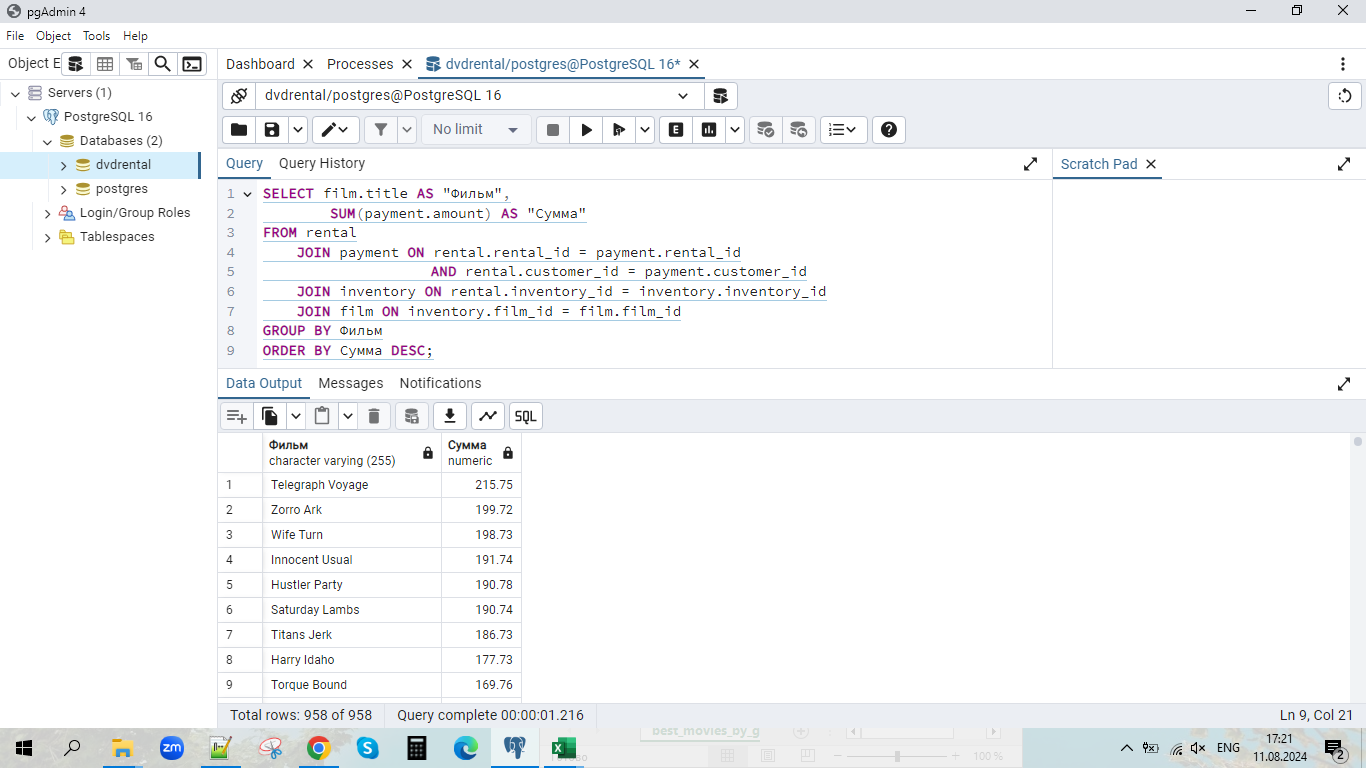 pgAdmin 4
File Object Tools Help
Object E
Dashboard Processes dvdrental/postgres@PostgreSQL 16*
Servers (1)
PostgreSQL 16
Databases (2)
dvdrental
postgres
Login/Group Roles
Tablespaces
dvdrental/postgres@PostgreSQL 16
No limit
E
Query Query History
Scratch Pad
1 SELECT film.title AS "Фильм",
2 SUM(payment.amount) AS "Сумма"
3 FROM rental
4 JOIN payment ON rental.rental_id = payment.rental_id
5 AND rental.customer_id = payment.customer_id
6 JOIN inventory ON rental.inventory_id = inventory.inventory_id
7 JOIN film ON inventory.film_id = film.film_id
8 GROUP BY Фильм
9 ORDER BY Сумма DESC;
Data Output Messages Notifications
SQL
Фильм Сумма
character varying (255) numeric
1 Telegraph Voyage 215.75
2 Zorro Ark 199.72
3 Wife Turn 198.73
4 Innocent Usual 191.74
5 Hustler Party 190.78
6 Saturday Lambs 190.74
7 Titans Jerk 186.73
8 Harry Idaho 177.73
9 Torque Bound 169.76
Total rows: 958 of 958 Query complete 00:00:01.216 Ln 9, Col 21
best_movies_by_g
zm
100 %
ENG
17:21
11.08.2024
2